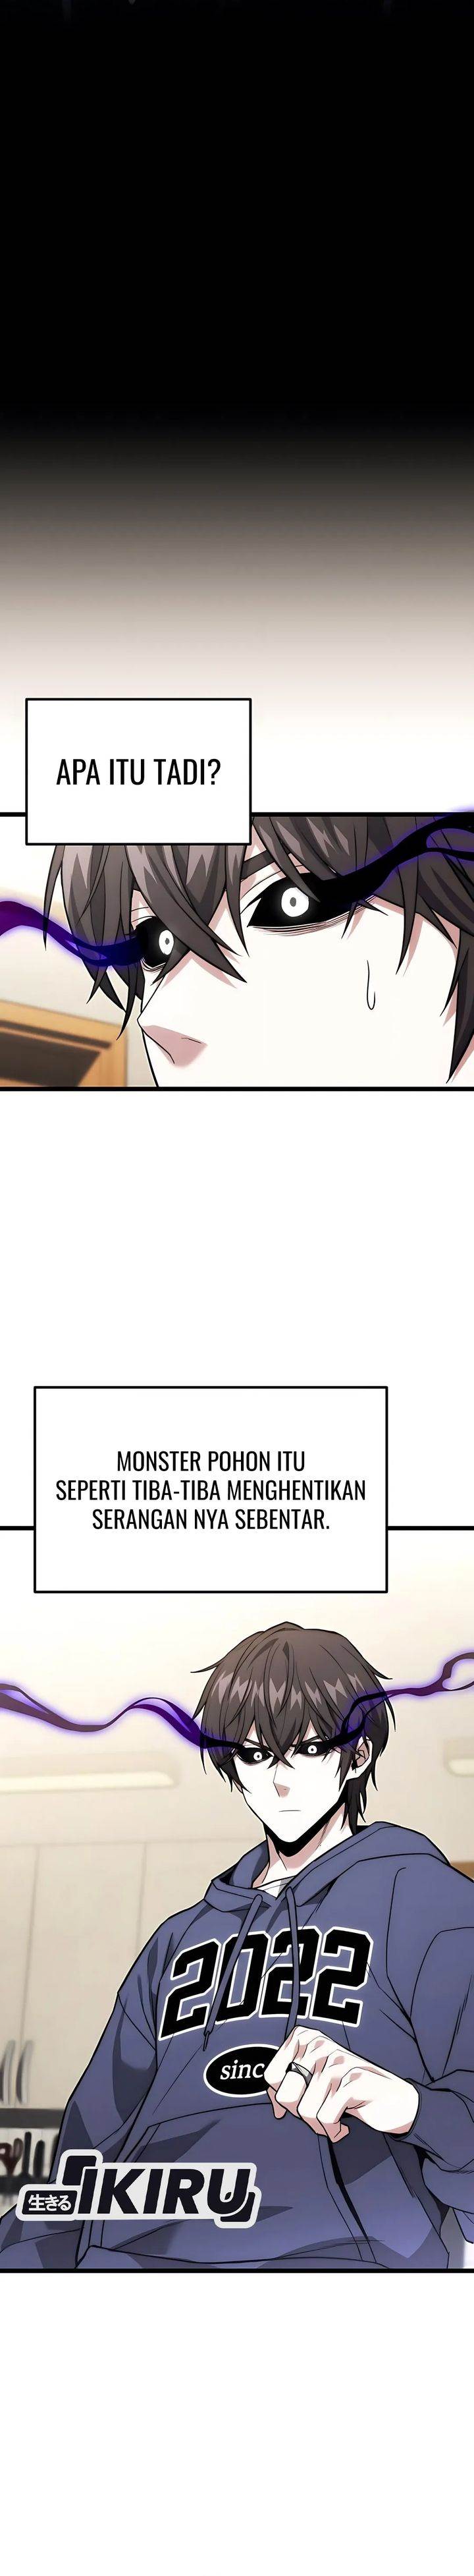 APA ITU TADI?
MONSTER POHON ITU
SEPERTI TIBA-TIBA MENGHENTIKAN
SERANGAN NYA SEBENTAR.
2022
sinc
生きる IKIRU